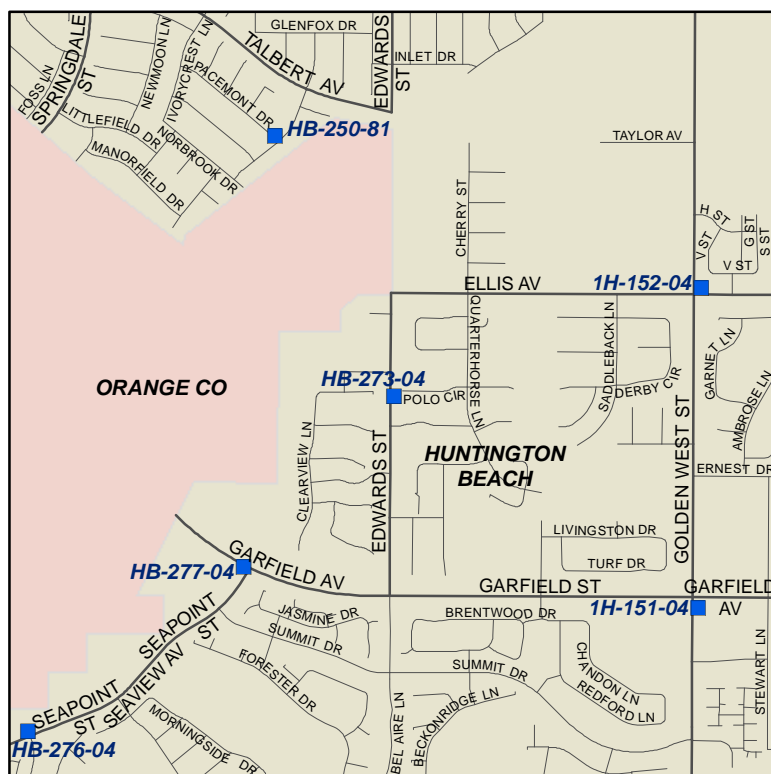 GLENFOX DR
EDWARDS
ST
TALBERT AV
INLET DR
SPRINGDALE
ST
FOSS LN
NEWMOON LN
IVORYCREST LN
PACEMONT DR
LITTLEFIELD DR
NORBROOK DR
MANORFIELD DR
HB-250-81
TAYLOR AV
CHERRY ST
H ST
V ST
G ST
S ST
V ST
ELLIS AV
1H-152-04
ORANGE CO
HB-273-04
POLO CIR
QUARTERHORSE LN
SADDLEBACK LN
SADDERBY CIR
GARNET LN
AMBROSE LN
HUNTINGTON
BEACH
CLEARVIEW LN
EDWARDS ST
GOLDEN WEST ST
ERNEST DR
LIVINGSTON DR
TURF DR
HB-277-04
GARFIELD AV
GARFIELD ST
GARFIELD
AV
1H-151-04
SEAPOINT
ST
JASMINE DR
BRENTWOOD DR
SUMMIT DR
SUMMIT DR
FORESTER DR
CHANDON LN
REDFORD LN
STEWART LN
SEAPOINT
ST
SEAVIEW AV
MORNINGSIDE DR
BEL AIRE LN
BECKONRIDGE LN
HB-276-04